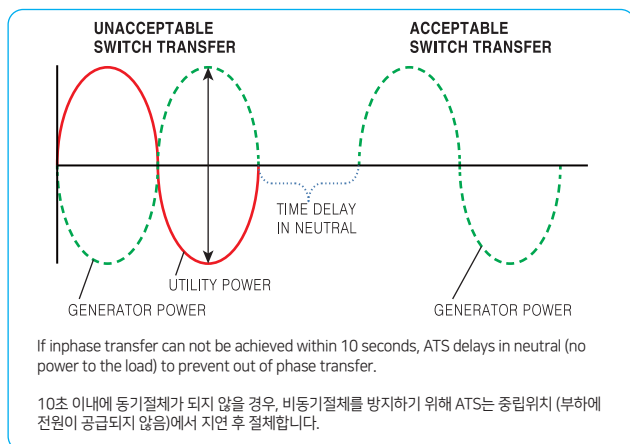 UNACCEPTABLE
SWITCH TRANSFER
ACCEPTABLE
SWITCH TRANSFER
TIME DELAY
IN NEUTRAL
UTILITY POWER
GENERATOR POWER
GENERATOR POWER
If inphase transfer can not be achieved within 10 seconds, ATS delays in neutral (no
power to the load) to prevent out of phase transfer.
10초 이내에 동기절체가 되지 않을 경우, 비동기절체를 방지하기 위해 ATS는 중립위치 (부하에
전원이 공급되지 않음)에서 지연 후 절체합니다.